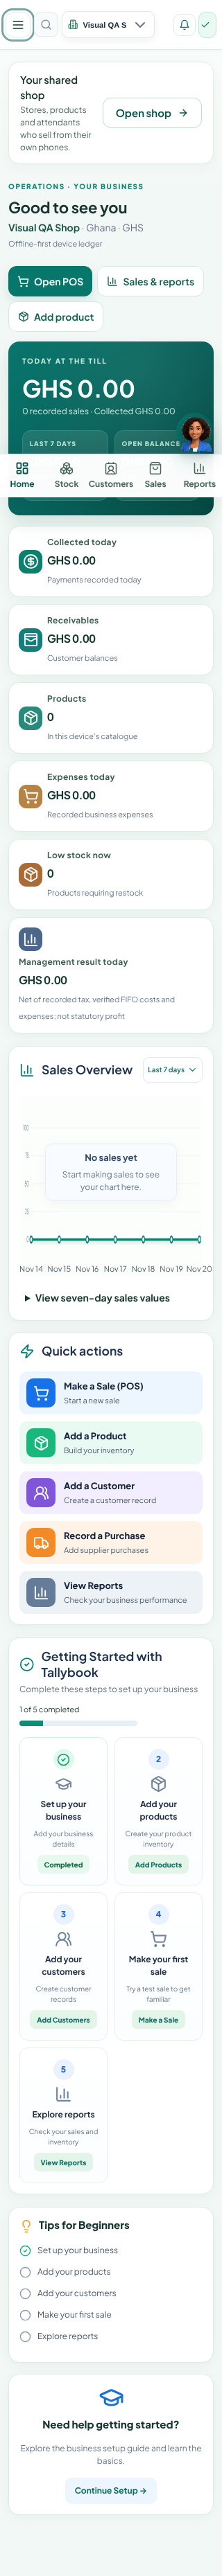 Visual QA S
Your shared
shop
Stores, products
and attendants
who sell from their
own phones.
Open shop →
OPERATIONS · YOUR BUSINESS
Good to see you
Visual QA Shop · Ghana · GHS
Offline-first device ledger
Open POS
Sales & reports
Add product
TODAY AT THE TILL
GHS 0.00
0 recorded sales · Collected GHS 0.00
LAST 7 DAYS
OPEN BALANCE
Home
Stock
Customers
Sales
Reports
Collected today
GHS 0.00
Payments recorded today
Receivables
GHS 0.00
Customer balances
Products
0
In this device's catalogue
Expenses today
GHS 0.00
Recorded business expenses
Low stock now
0
Products requiring restock
Management result today
GHS 0.00
Net of recorded tax, verified FIFO costs and
expenses; not statutory profit
Sales Overview
Last 7 days
100
75
50
25
0
No sales yet
Start making sales to see
your chart here.
Nov 14 Nov 15 Nov 16 Nov 17 Nov 18 Nov 19 Nov 20
▶ View seven-day sales values
Quick actions
Make a Sale (POS)
Start a new sale
Add a Product
Build your inventory
Add a Customer
Create a customer record
Record a Purchase
Add supplier purchases
View Reports
Check your business performance
Getting Started with
Tallybook
Complete these steps to set up your business
1 of 5 completed
Set up your
business
Add business
details
Completed
2
Add your
products
Create your product
inventory
Add Products
3
Add your
customers
Create customer
records
Add Customers
4
Make your first
sale
Try a test sale to get
familiar
Make a Sale
5
Explore reports
Check your sales and
inventory
View Reports
Tips for Beginners
Set up your business
Add your products
Add your customers
Make your first sale
Explore reports
Need help getting started?
Explore the business setup guide and learn the
basics.
Continue Setup →